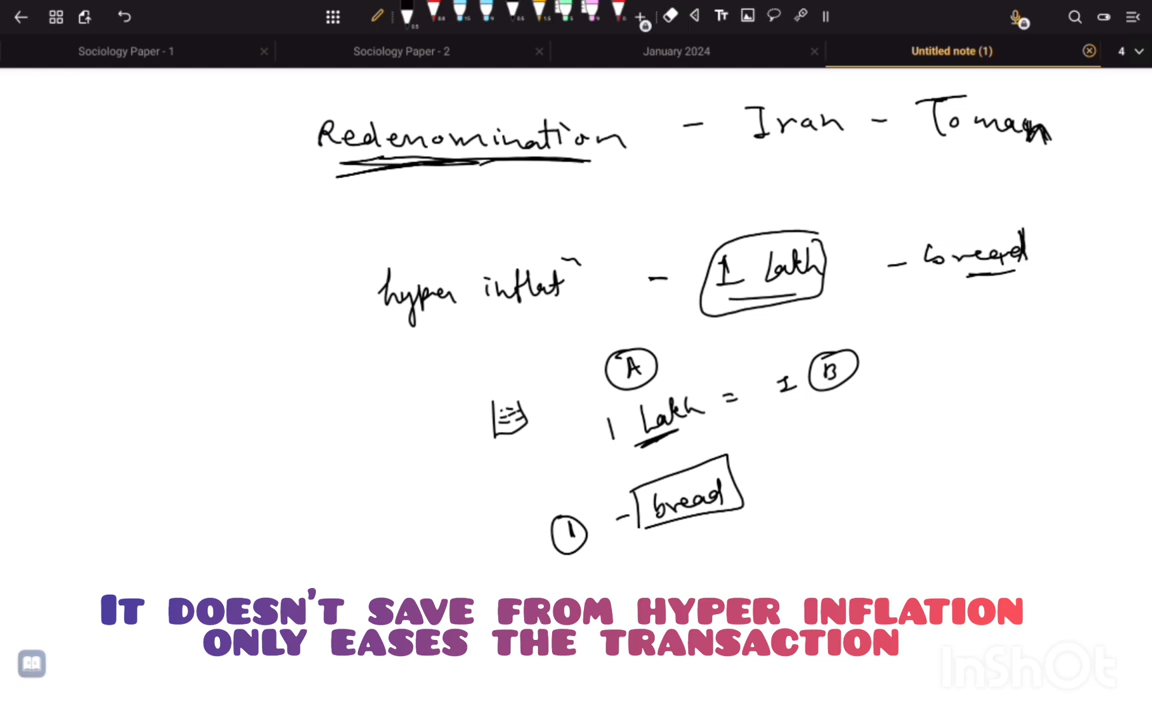 Sociology Paper - 1
Sociology Paper - 2
January 2024
Untitled note (1)
4
Redenomination - Iran - Toman
hyper inflatⁿ - 1 Lakh - bread
A
1 Lakh = 1 B
1 - bread
IT DOESN'T SAVE FROM HYPER INFLATION
ONLY EASES THE TRANSACTION
InShOt